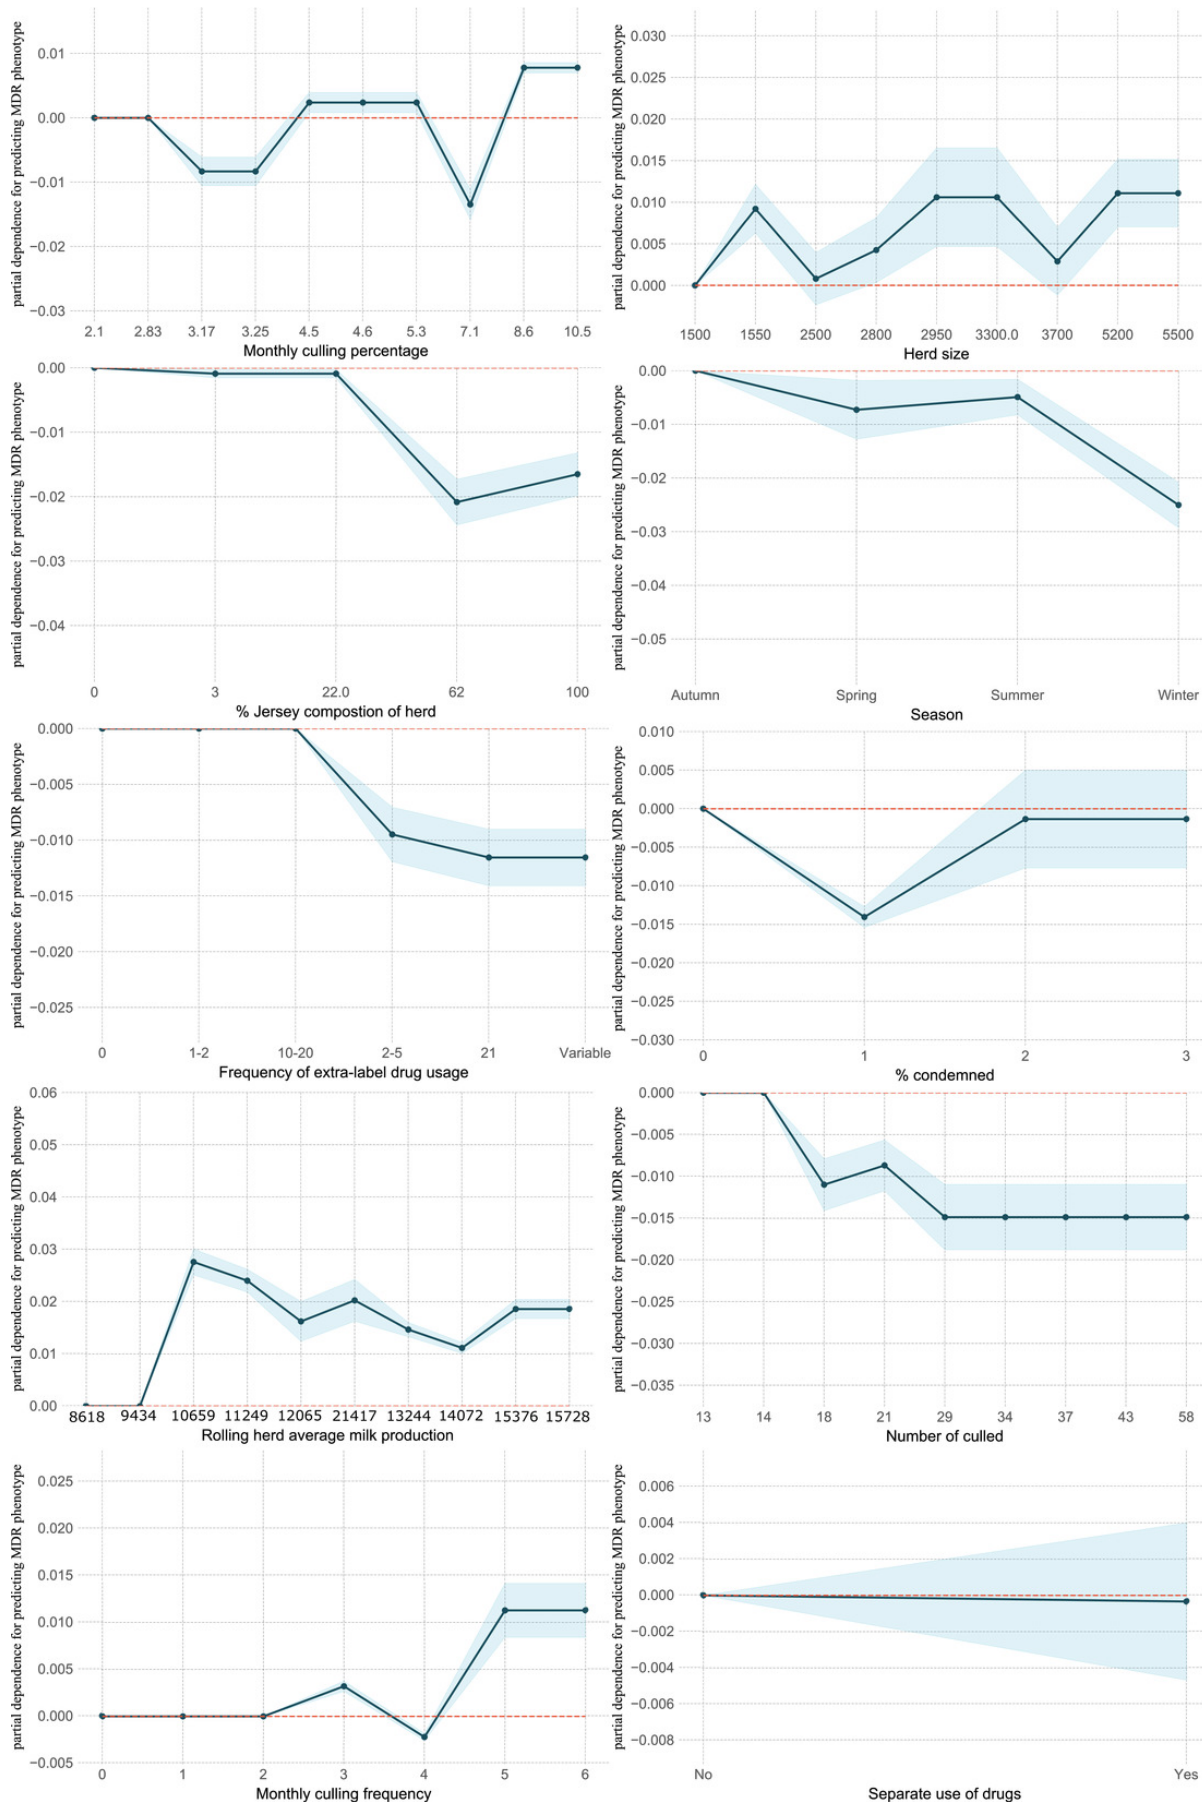 partial dependence for predicting MDR phenotype
0.01
0.00
−0.01
−0.02
−0.03
2.1 2.83 3.17 3.25 4.5 4.6 5.3 7.1 8.6 10.5
Monthly culling percentage
partial dependence for predicting MDR phenotype
0.030
0.025
0.020
0.015
0.010
0.005
0.000
1500 1550 2500 2800 2950 3300.0 3700 5200 5500
Herd size
partial dependence for predicting MDR phenotype
0.00
−0.01
−0.02
−0.03
−0.04
0 3 22.0 62 100
% Jersey compostion of herd
partial dependence for predicting MDR phenotype
0.00
−0.01
−0.02
−0.03
−0.04
−0.05
Autumn Spring Summer Winter
Season
partial dependence for predicting MDR phenotype
0.000
−0.005
−0.010
−0.015
−0.020
−0.025
0 1-2 10-20 2-5 21 Variable
Frequency of extra-label drug usage
partial dependence for predicting MDR phenotype
0.010
0.005
0.000
−0.005
−0.010
−0.015
−0.020
−0.025
−0.030
0 1 2 3
% condemned
partial dependence for predicting MDR phenotype
0.06
0.05
0.04
0.03
0.02
0.01
0.00
8618 9434 10659 11249 12065 21417 13244 14072 15376 15728
Rolling herd average milk production
partial dependence for predicting MDR phenotype
0.000
−0.005
−0.010
−0.015
−0.020
−0.025
−0.030
−0.035
13 14 18 21 29 34 37 43 58
Number of culled
partial dependence for predicting MDR phenotype
0.025
0.020
0.015
0.010
0.005
0.000
−0.005
0 1 2 3 4 5 6
Monthly culling frequency
partial dependence for predicting MDR phenotype
0.006
0.004
0.002
0.000
−0.002
−0.004
−0.006
−0.008
No Yes
Separate use of drugs